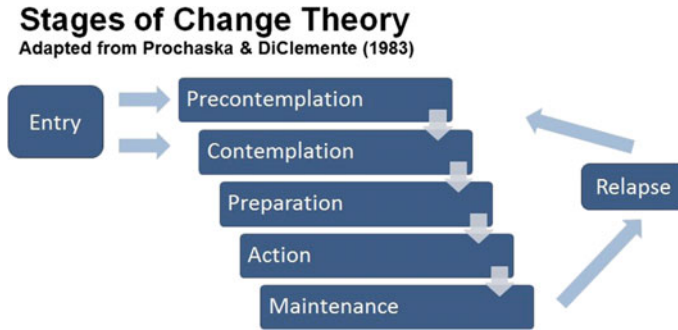 Stages of Change Theory
Adapted from Prochaska & DiClemente (1983)
Entry
Precontemplation
Contemplation
Preparation
Action
Maintenance
Relapse